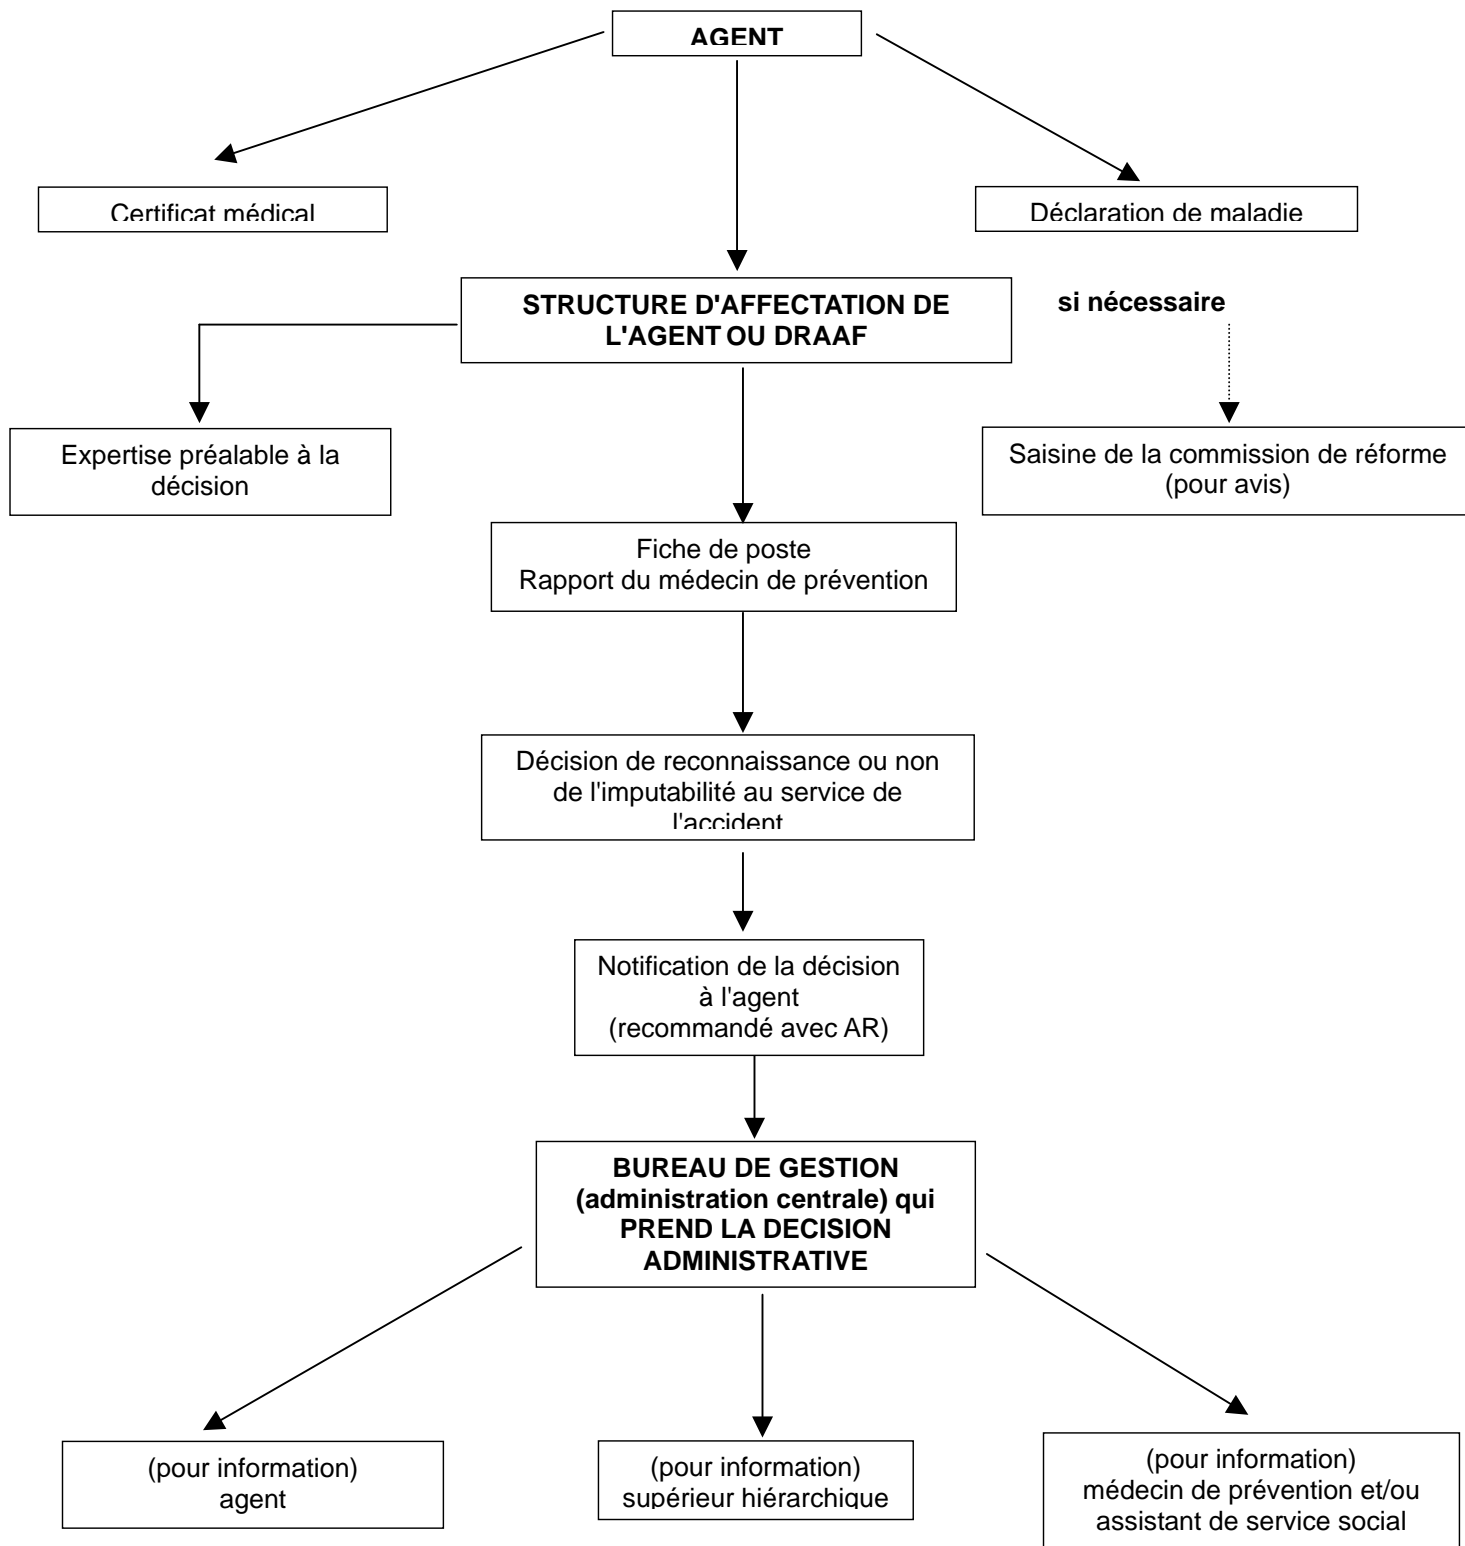 AGENT
Certificat médical
Déclaration de maladie
STRUCTURE D'AFFECTATION DE
L'AGENT OU DRAAF
si nécessaire
Expertise préalable à la
décision
Saisine de la commission de réforme
(pour avis)
Fiche de poste
Rapport du médecin de prévention
Décision de reconnaissance ou non
de l'imputabilité au service de
l'accident
Notification de la décision
à l'agent
(recommandé avec AR)
BUREAU DE GESTION
(administration centrale) qui
PREND LA DECISION
ADMINISTRATIVE
(pour information)
agent
(pour information)
supérieur hiérarchique
(pour information)
médecin de prévention et/ou
assistant de service social